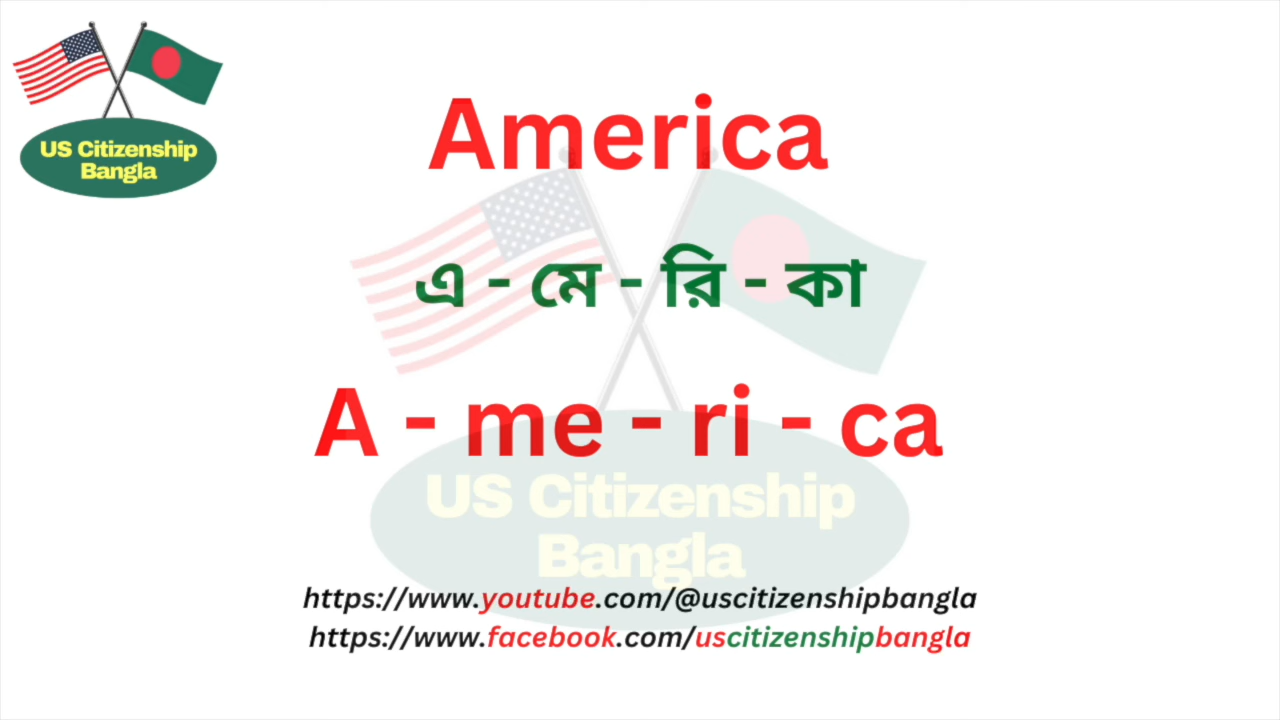 US Citizenship
Bangla
America
এ - মে - রি - কা
A - me - ri - ca
US Citizenship
Bangla
https://www.youtube.com/@uscitizenshipbangla
https://www.facebook.com/uscitizenshipbangla